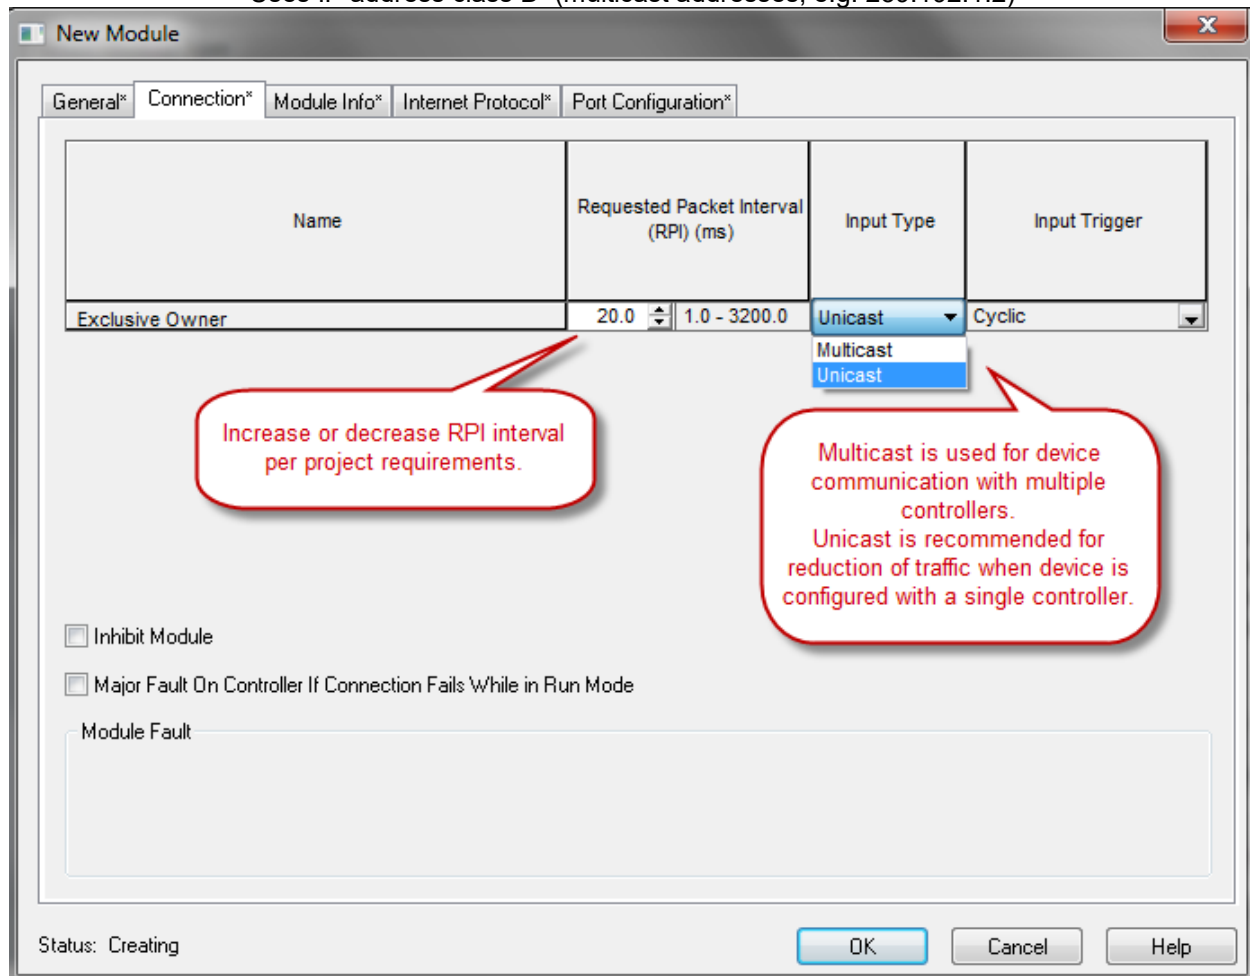 New Module
General* Connection* Module Info* Internet Protocol* Port Configuration*
Name
Requested Packet Interval
(RPI) (ms)
Input Type
Input Trigger
Exclusive Owner
20.0
1.0 - 3200.0
Unicast
Cyclic
Multicast
Unicast
Increase or decrease RPI interval
per project requirements.
Multicast is used for device
communication with multiple
controllers.
Unicast is recommended for
reduction of traffic when device is
configured with a single controller.
Inhibit Module
Major Fault On Controller If Connection Fails While in Run Mode
Module Fault
Status: Creating
OK
Cancel
Help